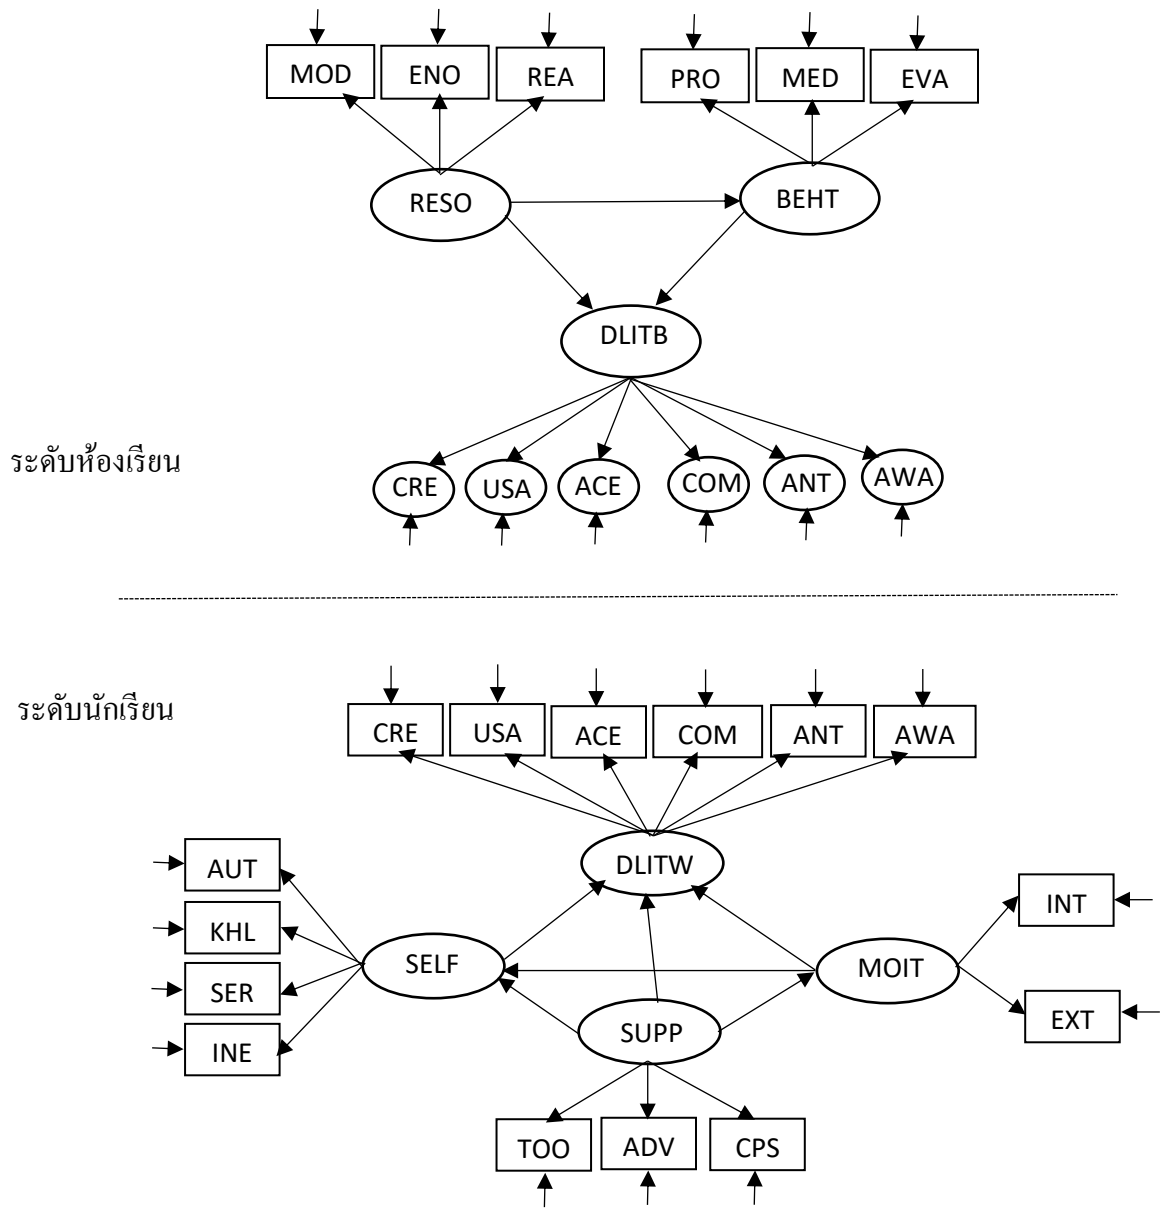 MOD ENO REA PRO MED EVA
RESO BEHT
DLITB
ระดับห้องเรียน
CRE USA ACE COM ANT AWA
ระดับนักเรียน
CRE USA ACE COM ANT AWA
AUT
DLITW
KHL
INT
SELF
MOIT
SER
SUPP
EXT
INE
TOO ADV CPS